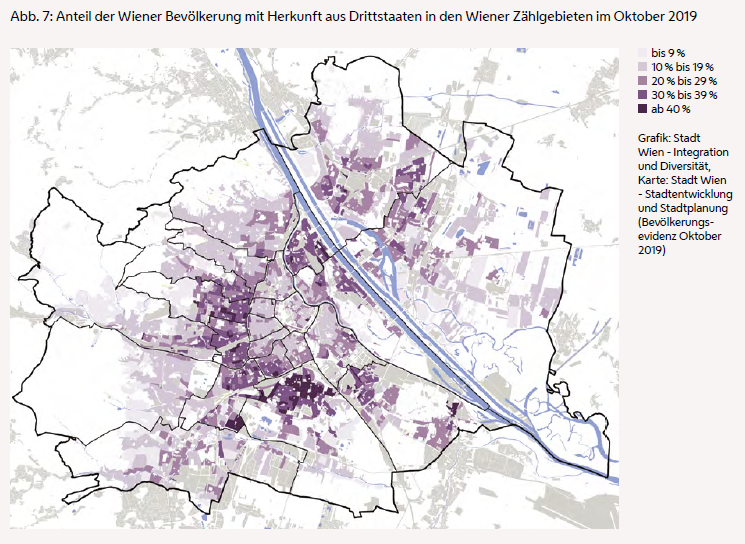 Abb. 7: Anteil der Wiener Bevölkerung mit Herkunft aus Drittstaaten in den Wiener Zählgebieten im Oktober 2019
bis 9 %
10 % bis 19 %
20 % bis 29 %
30 % bis 39 %
ab 40 %
Grafik: Stadt
Wien - Integration
und Diversität,
Karte: Stadt Wien
- Stadtentwicklung
und Stadtplanung
(Bevölkerungs-
evidenz Oktober
2019)